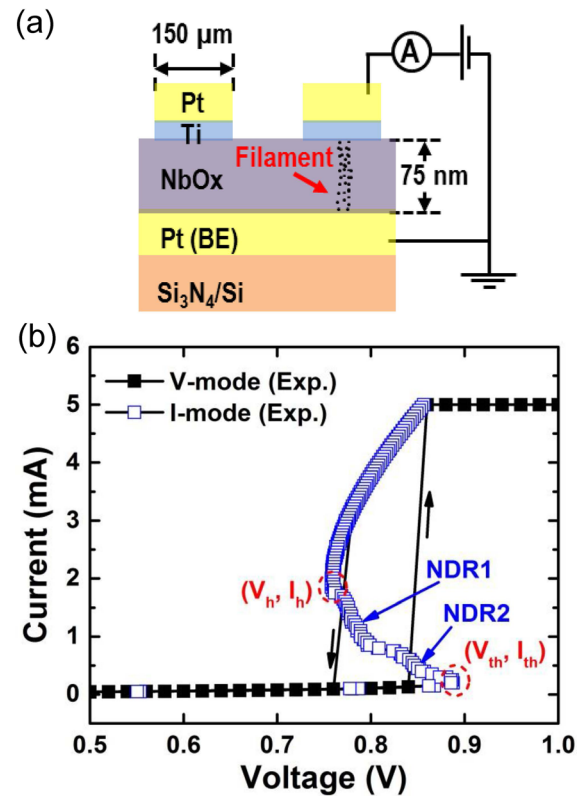 (a)
150 μm
A
Pt
Ti
Filament
NbOx
75 nm
Pt (BE)
Si₃N₄/Si
(b)
6
5
4
3
2
1
0
Current (mA)
V-mode (Exp.)
I-mode (Exp.)
NDR1
(Vₕ, Iₕ)
NDR2
(Vₜₕ, Iₜₕ)
0.5 0.6 0.7 0.8 0.9 1.0
Voltage (V)